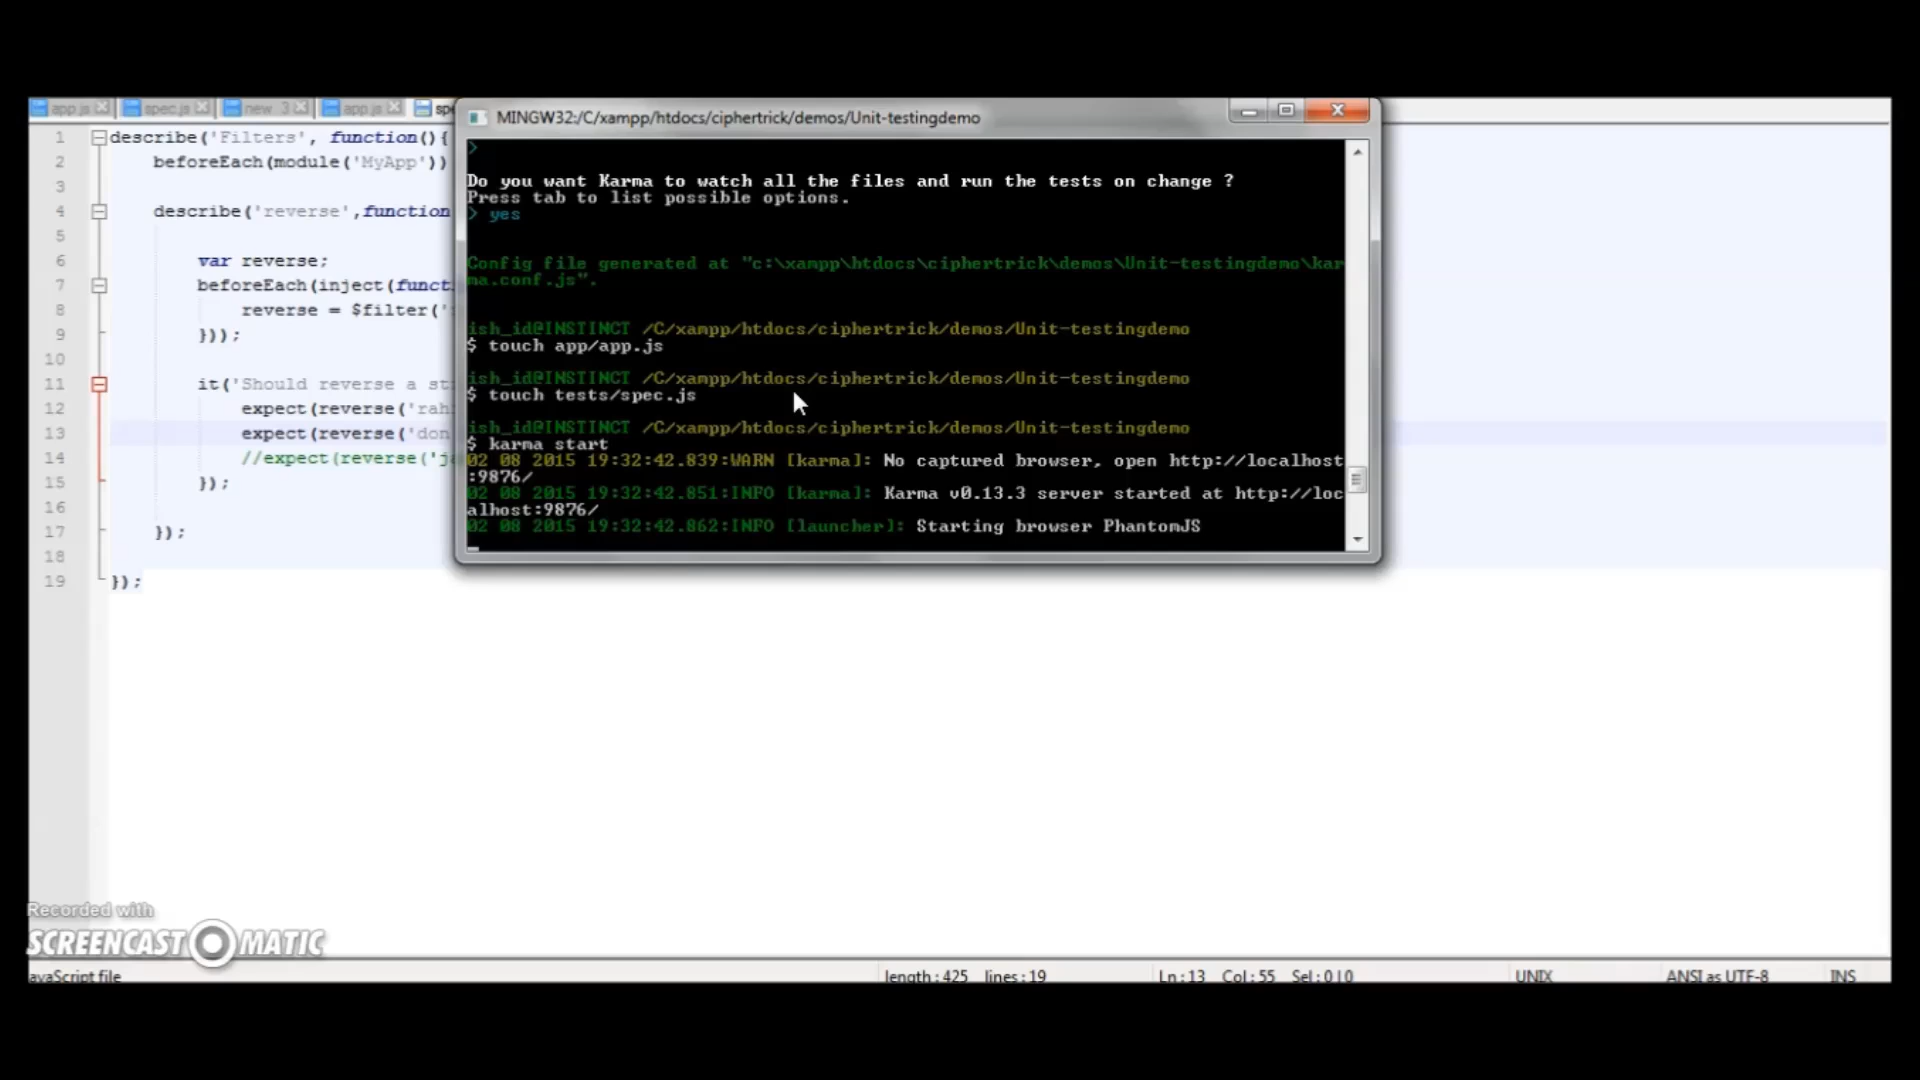 app.js spec.js new 3 app.js
MINGW32:/C/xampp/htdocs/ciphertrick/demos/Unit-testingdemo
1 describe('Filters', function(){
2 beforeEach(module('MyApp'))
3
4 describe('reverse',function
5
6 var reverse;
7 beforeEach(inject(funct
8 reverse = $filter('
9 }));
10
11 it('Should reverse a st
12 expect(reverse('rah
13 expect(reverse('don
14 //expect(reverse('j
15 });
16
17 });
18
19 });
>
Do you want Karma to watch all the files and run the tests on change ?
Press tab to list possible options.
> yes
Config file generated at "c:\xampp\htdocs\ciphertrick\demos\Unit-testingdemo\kar
ma.conf.js".
ish_id@INSTINCT /C/xampp/htdocs/ciphertrick/demos/Unit-testingdemo
$ touch app/app.js
ish_id@INSTINCT /C/xampp/htdocs/ciphertrick/demos/Unit-testingdemo
$ touch tests/spec.js
ish_id@INSTINCT /C/xampp/htdocs/ciphertrick/demos/Unit-testingdemo
$ karma start
02 08 2015 19:32:42.839:WARN [karma]: No captured browser, open http://localhost
:9876/
02 08 2015 19:32:42.851:INFO [karma]: Karma v0.13.3 server started at http://loc
alhost:9876/
02 08 2015 19:32:42.862:INFO [launcher]: Starting browser PhantomJS
Recorded with
SCREENCAST MATIC
avaScript file length : 425 lines : 19 Ln : 13 Col : 55 Sel : 0 | 0 UNIX ANSI as UTF-8 INS